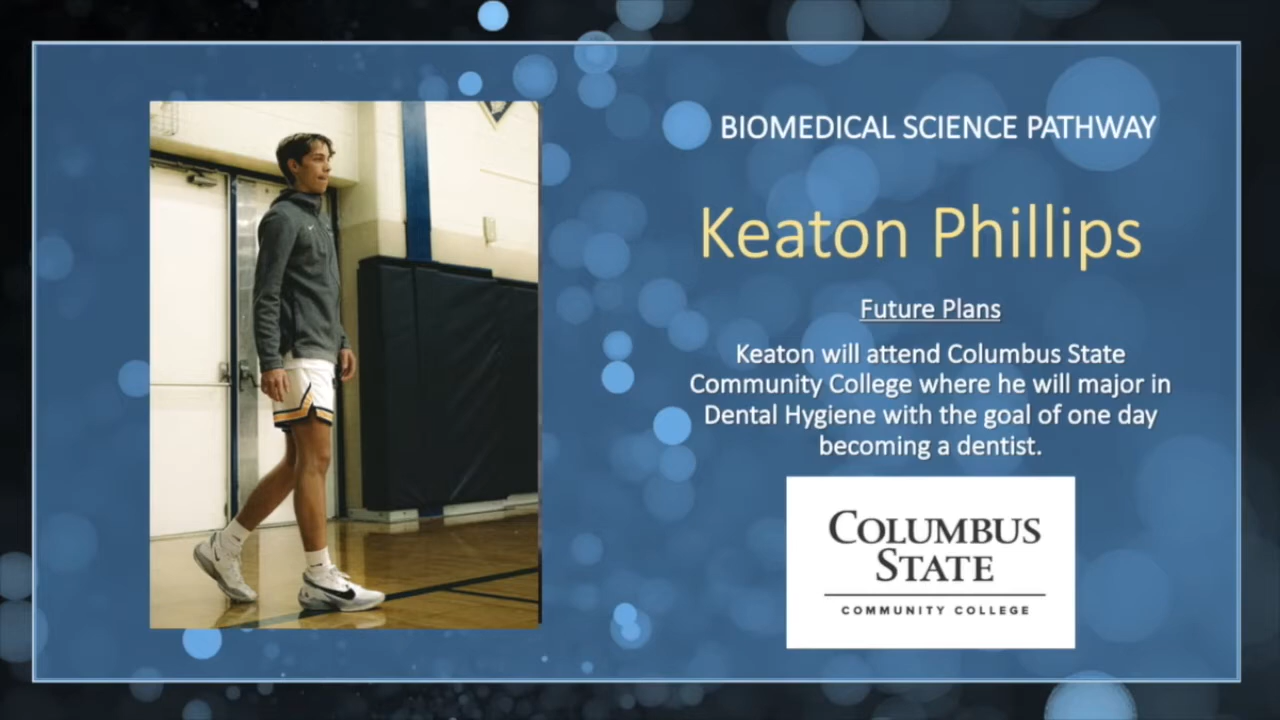 BIOMEDICAL SCIENCE PATHWAY
Keaton Phillips
Future Plans
Keaton will attend Columbus State
Community College where he will major in
Dental Hygiene with the goal of one day
becoming a dentist.
COLUMBUS
STATE
COMMUNITY COLLEGE